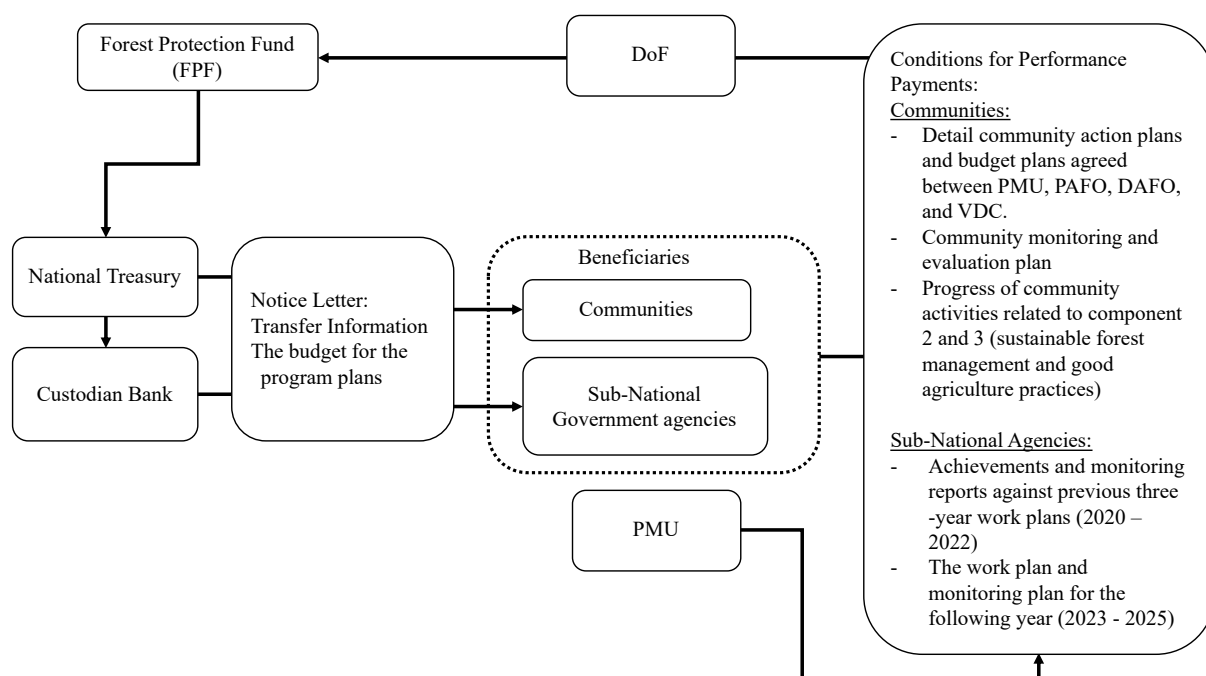 Forest Protection Fund
(FPF)
DoF
National Treasury
Custodian Bank
Notice Letter:
Transfer Information
The budget for the
program plans
Beneficiaries
Communities
Sub-National
Government agencies
PMU
Conditions for Performance
Payments:
Communities:
- Detail community action plans
and budget plans agreed
between PMU, PAFO, DAFO,
and VDC.
- Community monitoring and
evaluation plan
- Progress of community
activities related to component
2 and 3 (sustainable forest
management and good
agriculture practices)
Sub-National Agencies:
- Achievements and monitoring
reports against previous three
-year work plans (2020 –
2022)
- The work plan and
monitoring plan for the
following year (2023 - 2025)